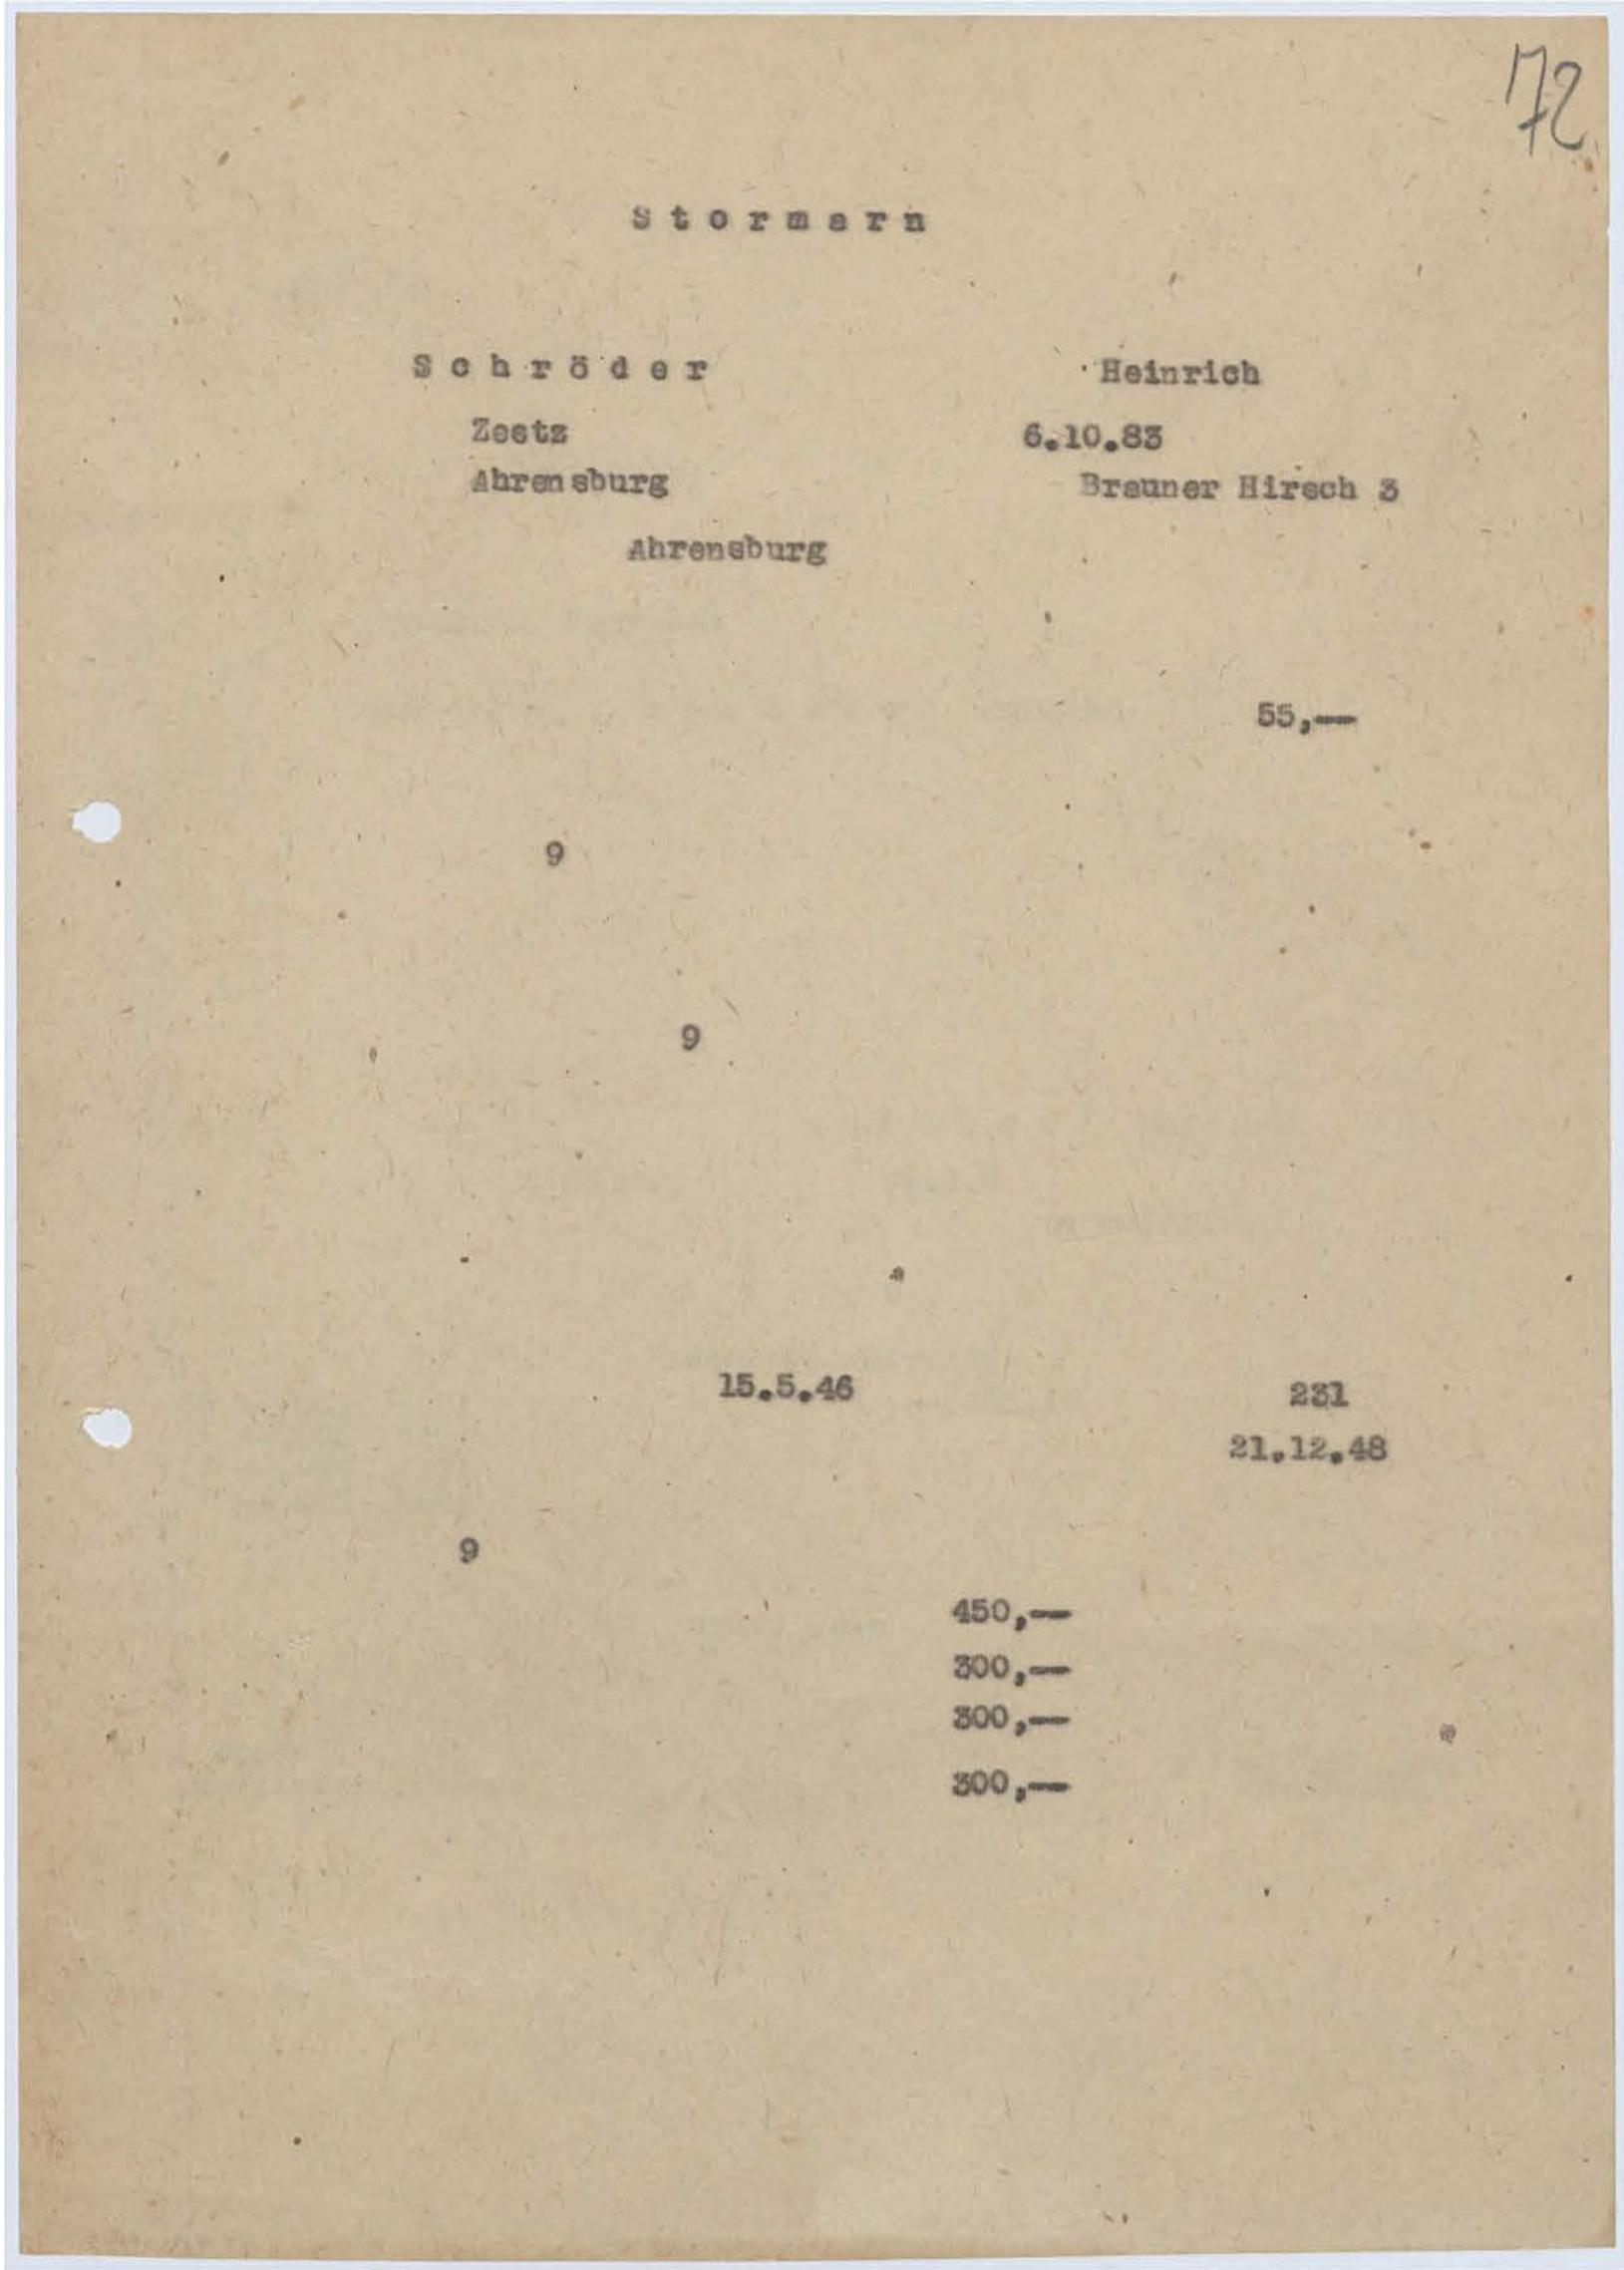 72
Stormarn
Schröder Heinrich
Zeetz 6.10.83
Ahrensburg Brauner Hirsch 3
Ahrensburg
55,—
9
9
15.5.46 231
21.12.48
9
450,—
300,—
300,—
300,—